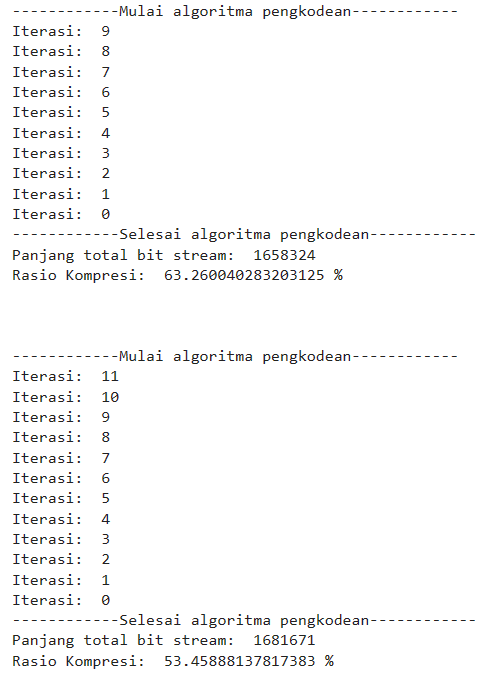 ------------Mulai algoritma pengkodean------------
Iterasi:  9
Iterasi:  8
Iterasi:  7
Iterasi:  6
Iterasi:  5
Iterasi:  4
Iterasi:  3
Iterasi:  2
Iterasi:  1
Iterasi:  0
------------Selesai algoritma pengkodean------------
Panjang total bit stream:  1658324
Rasio Kompresi:  63.260040283203125 %
------------Mulai algoritma pengkodean------------
Iterasi:  11
Iterasi:  10
Iterasi:  9
Iterasi:  8
Iterasi:  7
Iterasi:  6
Iterasi:  5
Iterasi:  4
Iterasi:  3
Iterasi:  2
Iterasi:  1
Iterasi:  0
------------Selesai algoritma pengkodean------------
Panjang total bit stream:  1681671
Rasio Kompresi:  53.45888137817383 %